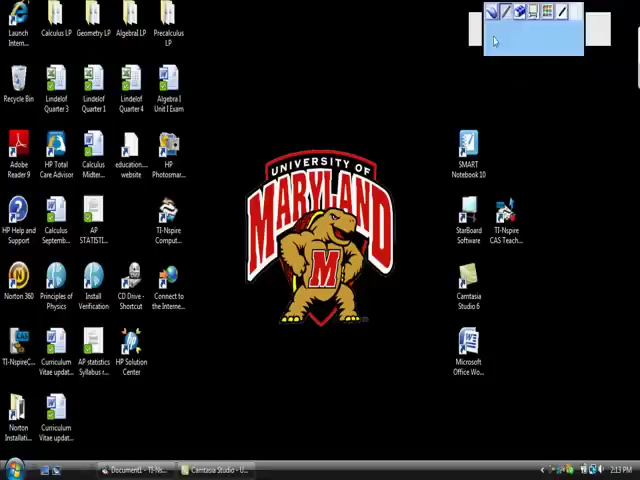 Launch Intern...
Calculus LP
Geometry LP
Algebra LP
Precalculus LP
Recycle Bin
Lindelof Quarter 3
Lindelof Quarter 1
Lindelof Quarter 4
Algebra I Unit I Exam
Adobe Reader 9
HP Total Care Advisor
Calculus Midter...
education... website
HP Photosmar...
SMART Notebook 10
HP Help and Support
Calculus Septemb...
AP STATISTI...
TI-Nspire Comput...
StarBoard Software
TI-Nspire CAS Teach...
Norton 360
Principles of Physics
Install Verification
CD Drive - Shortcut
Connect to the Interne...
Camtasia Studio 6
TI-NspireC...
Curriculum Vitae updat...
AP statistics Syllabus r...
HP Solution Center
Microsoft Office Wo...
Norton Installati...
Curriculum Vitae updat...
UNIVERSITY OF
MARYLAND
M
Document1 - TI-Ns...
Camtasia Studio - U...
2:13 PM